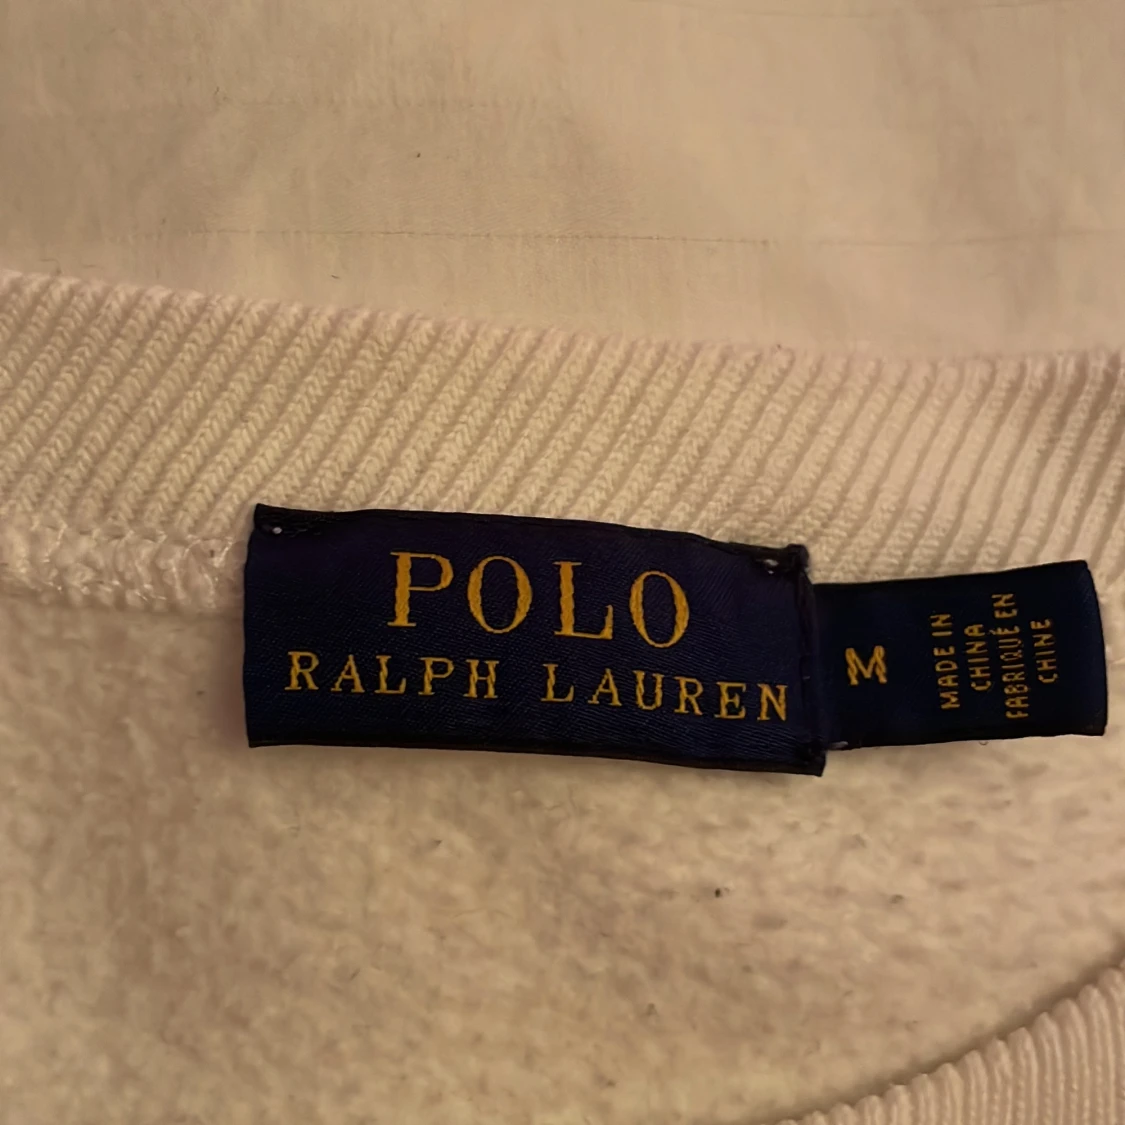 POLO
RALPH LAUREN
M
MADE IN
CHINA
FABRIQUÉ EN
CHINE